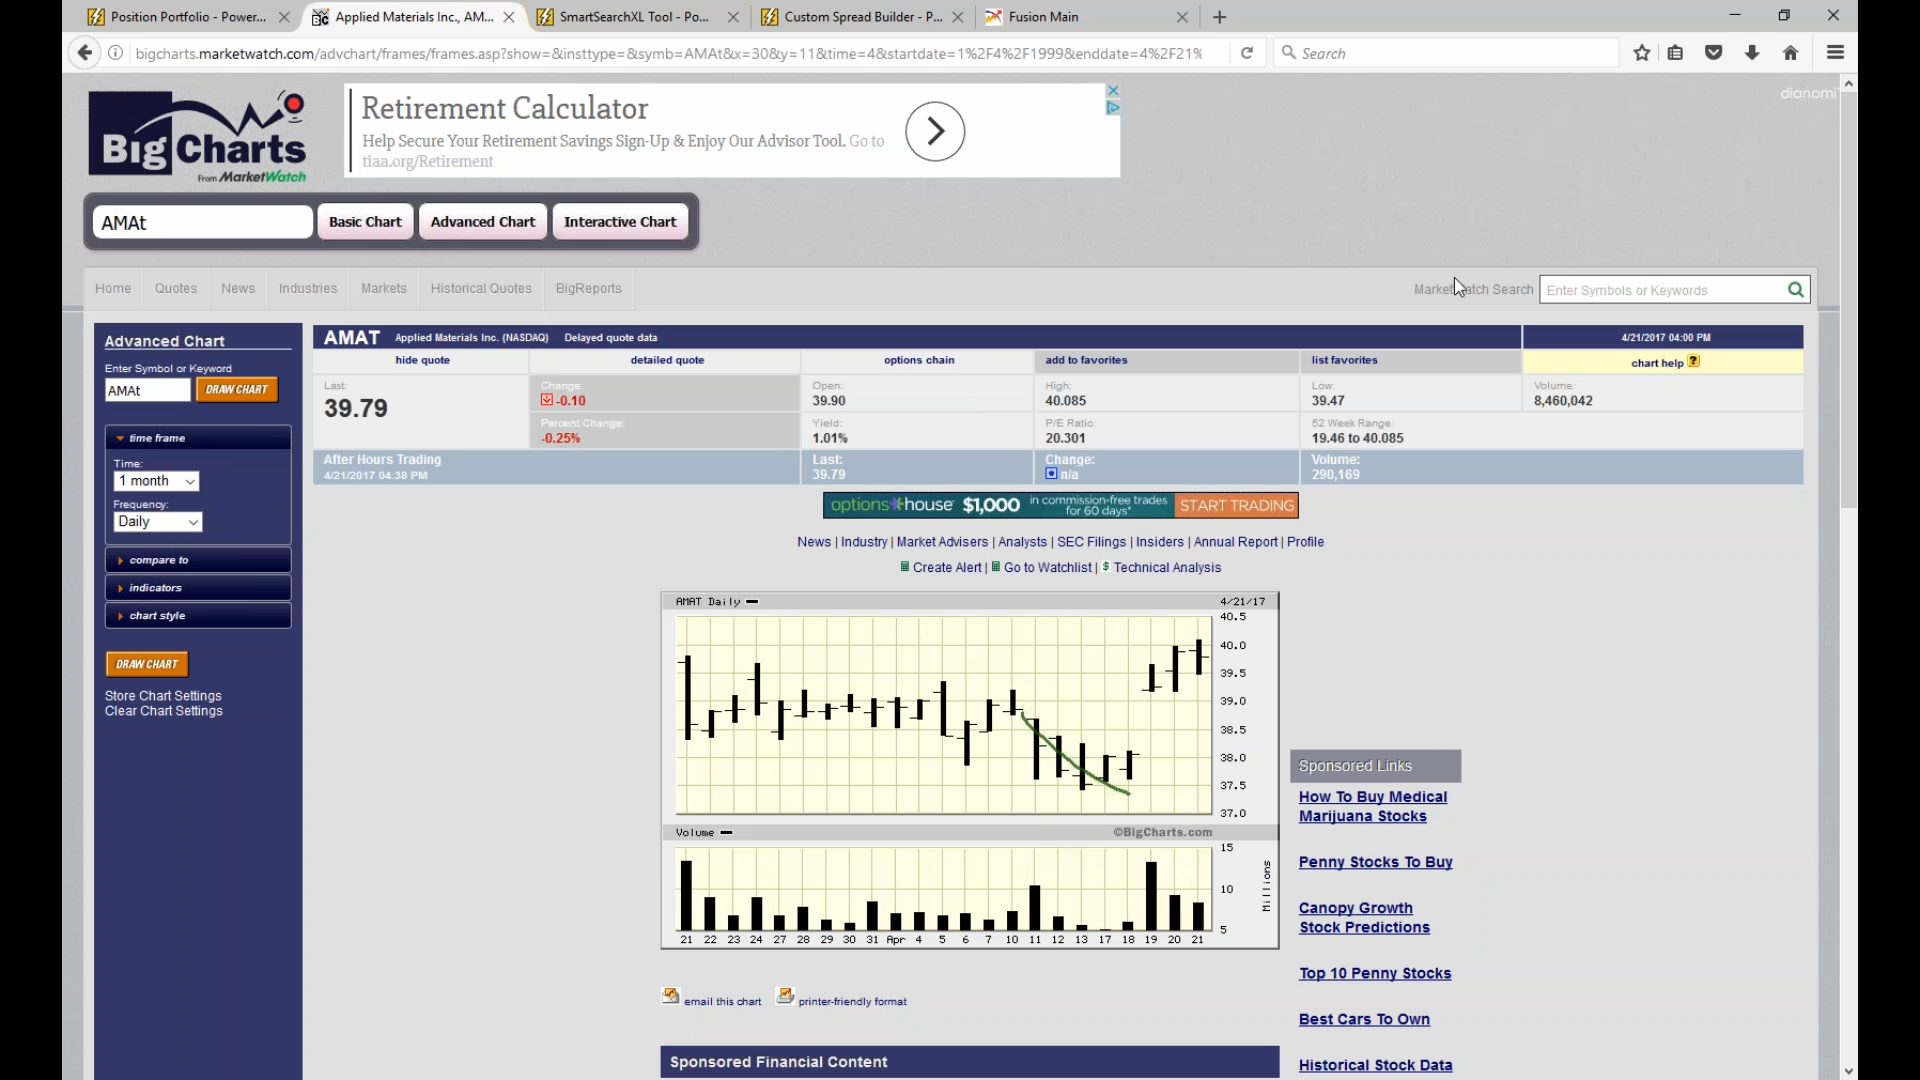 Position Portfolio - Power...
Applied Materials Inc., AM...
SmartSearchXL Tool - Po...
Custom Spread Builder - P...
Fusion Main
bigcharts.marketwatch.com/advchart/frames/frames.asp?show=&insttype=&symb=AMAt&x=30&y=11&time=4&startdate=1%2F4%2F1999&enddate=4%2F21%
Search
Retirement Calculator
Help Secure Your Retirement Savings Sign-Up & Enjoy Our Advisor Tool. Go to
tiaa.org/Retirement
dianomi
BigCharts
From MarketWatch
AMAt
Basic Chart
Advanced Chart
Interactive Chart
Home
Quotes
News
Industries
Markets
Historical Quotes
BigReports
MarketWatch Search
Enter Symbols or Keywords
Advanced Chart
Enter Symbol or Keyword
AMAt
DRAW CHART
time frame
Time:
1 month
Frequency:
Daily
compare to
indicators
chart style
DRAW CHART
Store Chart Settings
Clear Chart Settings
AMAT Applied Materials Inc. (NASDAQ) Delayed quote data
4/21/2017 04:00 PM
hide quote
detailed quote
options chain
add to favorites
list favorites
chart help ?
Last:
39.79
Change:
-0.10
Open:
39.90
High:
40.085
Low:
39.47
Volume:
8,460,042
Percent Change:
-0.25%
Yield:
1.01%
P/E Ratio:
20.301
52 Week Range:
19.46 to 40.085
After Hours Trading
4/21/2017 04:38 PM
Last:
39.79
Change:
n/a
Volume:
290,169
options house $1,000 in commission-free trades
for 60 days*
START TRADING
News | Industry | Market Advisers | Analysts | SEC Filings | Insiders | Annual Report | Profile
Create Alert | Go to Watchlist | $ Technical Analysis
AMAT Daily
4/21/17
40.5
40.0
39.5
39.0
38.5
38.0
37.5
37.0
Volume
©BigCharts.com
15
10
5
Millions
21 22 23 24 27 28 29 30 31 Apr 4 5 6 7 10 11 12 13 17 18 19 20 21
email this chart
printer-friendly format
Sponsored Financial Content
Sponsored Links
How To Buy Medical
Marijuana Stocks
Penny Stocks To Buy
Canopy Growth
Stock Predictions
Top 10 Penny Stocks
Best Cars To Own
Historical Stock Data